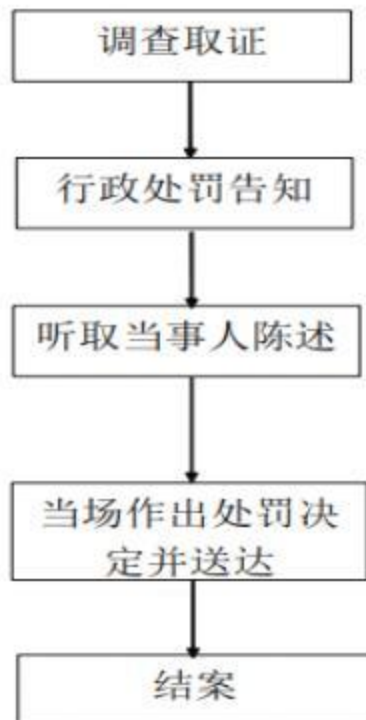 调查取证
行政处罚告知
听取当事人陈述
当场作出处罚决
定并送达
结案